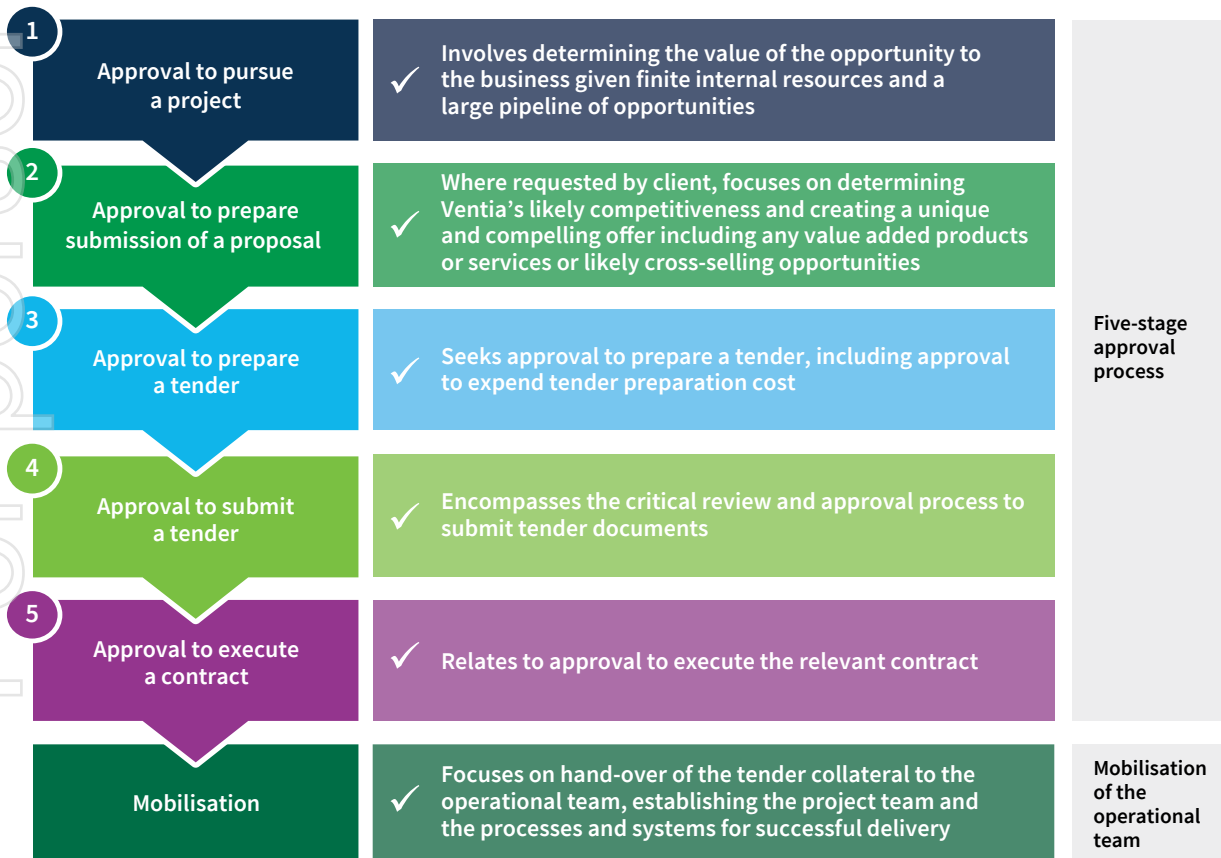 1
Approval to pursue
a project
Involves determining the value of the opportunity to
the business given finite internal resources and a
large pipeline of opportunities
2
Approval to prepare
submission of a proposal
Where requested by client, focuses on determining
Ventia’s likely competitiveness and creating a unique
and compelling offer including any value added products
or services or likely cross-selling opportunities
3
Approval to prepare
a tender
Seeks approval to prepare a tender, including approval
to expend tender preparation cost
4
Approval to submit
a tender
Encompasses the critical review and approval process to
submit tender documents
5
Approval to execute
a contract
Relates to approval to execute the relevant contract
Five-stage
approval
process
Mobilisation
Focuses on hand-over of the tender collateral to the
operational team, establishing the project team and
the processes and systems for successful delivery
Mobilisation
of the
operational
team